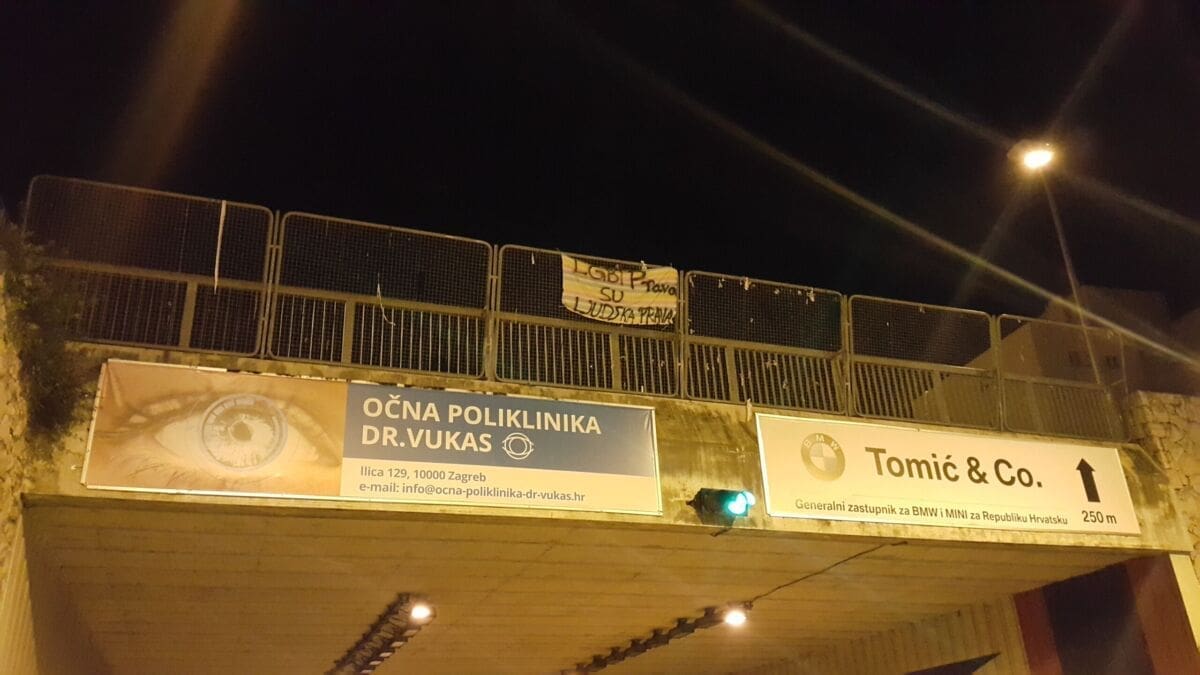 LGBT Prava
SU
LJUDSKA PRAVA
OČNA POLIKLINIKA
DR.VUKAS
Ilica 129, 10000 Zagreb
e-mail: info@ocna-poliklinika-dr-vukas.hr
BMW
Tomić & Co.
Generalni zastupnik za BMW i MINI za Republiku Hrvatsku
250 m